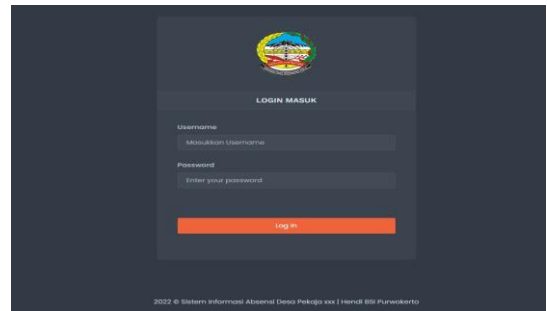 LOGIN MASUK
Username
Masukkan Username
Password
Enter your password
Log In
2022 © Sistem Informasi Absensi Desa Pekaja xxx | Hendi BSI Purwokerto